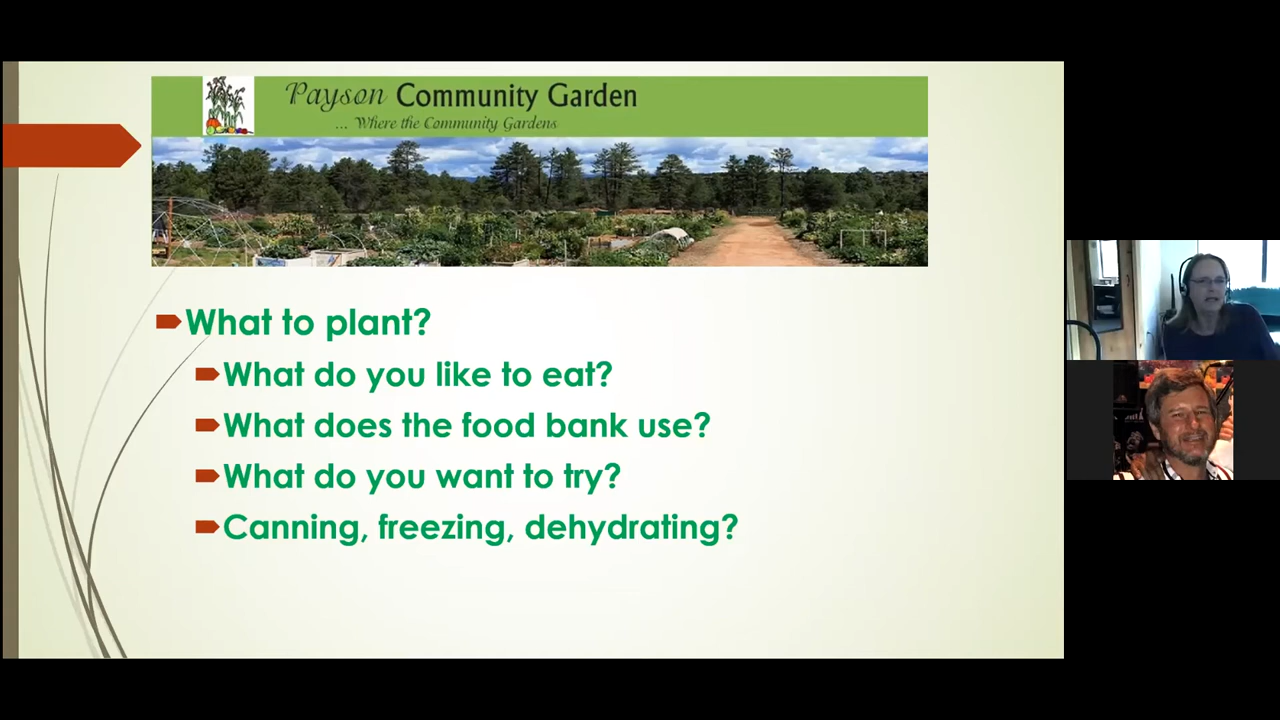 Payson Community Garden
... Where the Community Gardens
What to plant?
What do you like to eat?
What does the food bank use?
What do you want to try?
Canning, freezing, dehydrating?